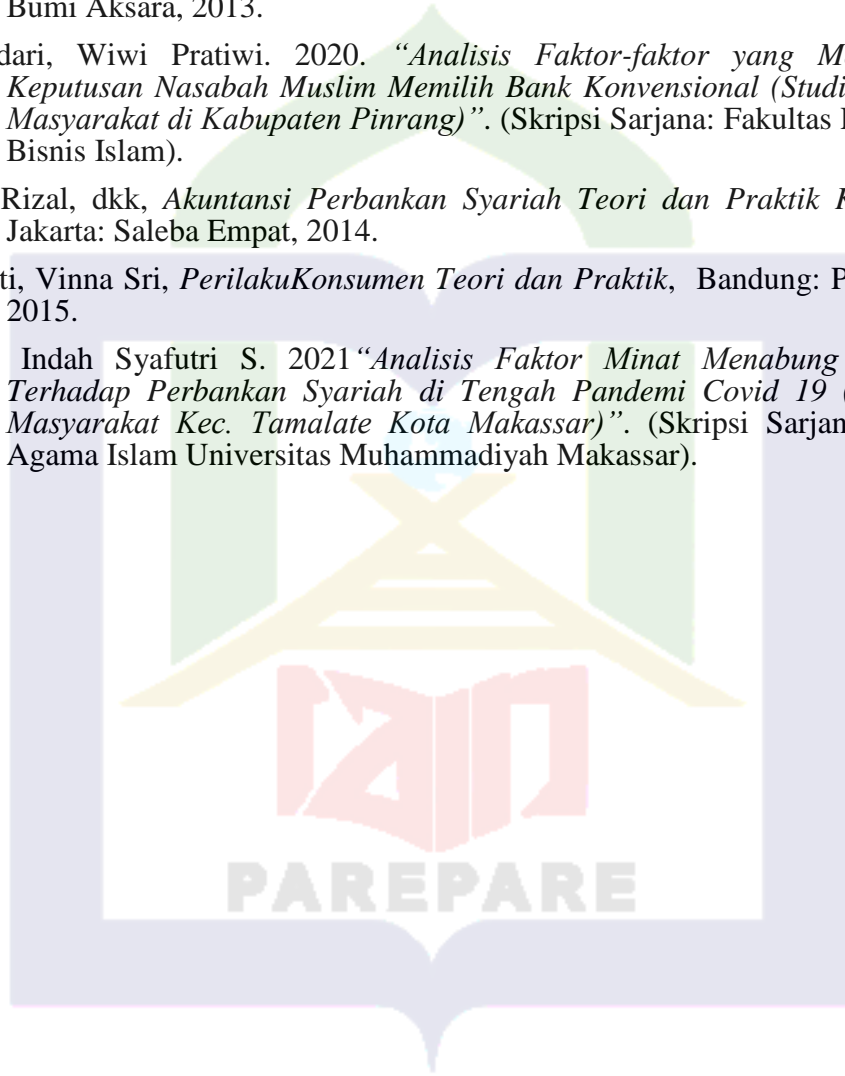 Bumi Aksara, 2013.
dari, Wiwi Pratiwi. 2020. “Analisis Faktor-faktor yang M
Keputusan Nasabah Muslim Memilih Bank Konvensional (Studi
Masyarakat di Kabupaten Pinrang)”. (Skripsi Sarjana: Fakultas
Bisnis Islam).
Rizal, dkk, Akuntansi Perbankan Syariah Teori dan Praktik K
Jakarta: Saleba Empat, 2014.
ti, Vinna Sri, PerilakuKonsumen Teori dan Praktik, Bandung: P
2015.
Indah Syafutri S. 2021“Analisis Faktor Minat Menabung
Terhadap Perbankan Syariah di Tengah Pandemi Covid 19 (
Masyarakat Kec. Tamalate Kota Makassar)”. (Skripsi Sarjan
Agama Islam Universitas Muhammadiyah Makassar).
iain
PAREPARE